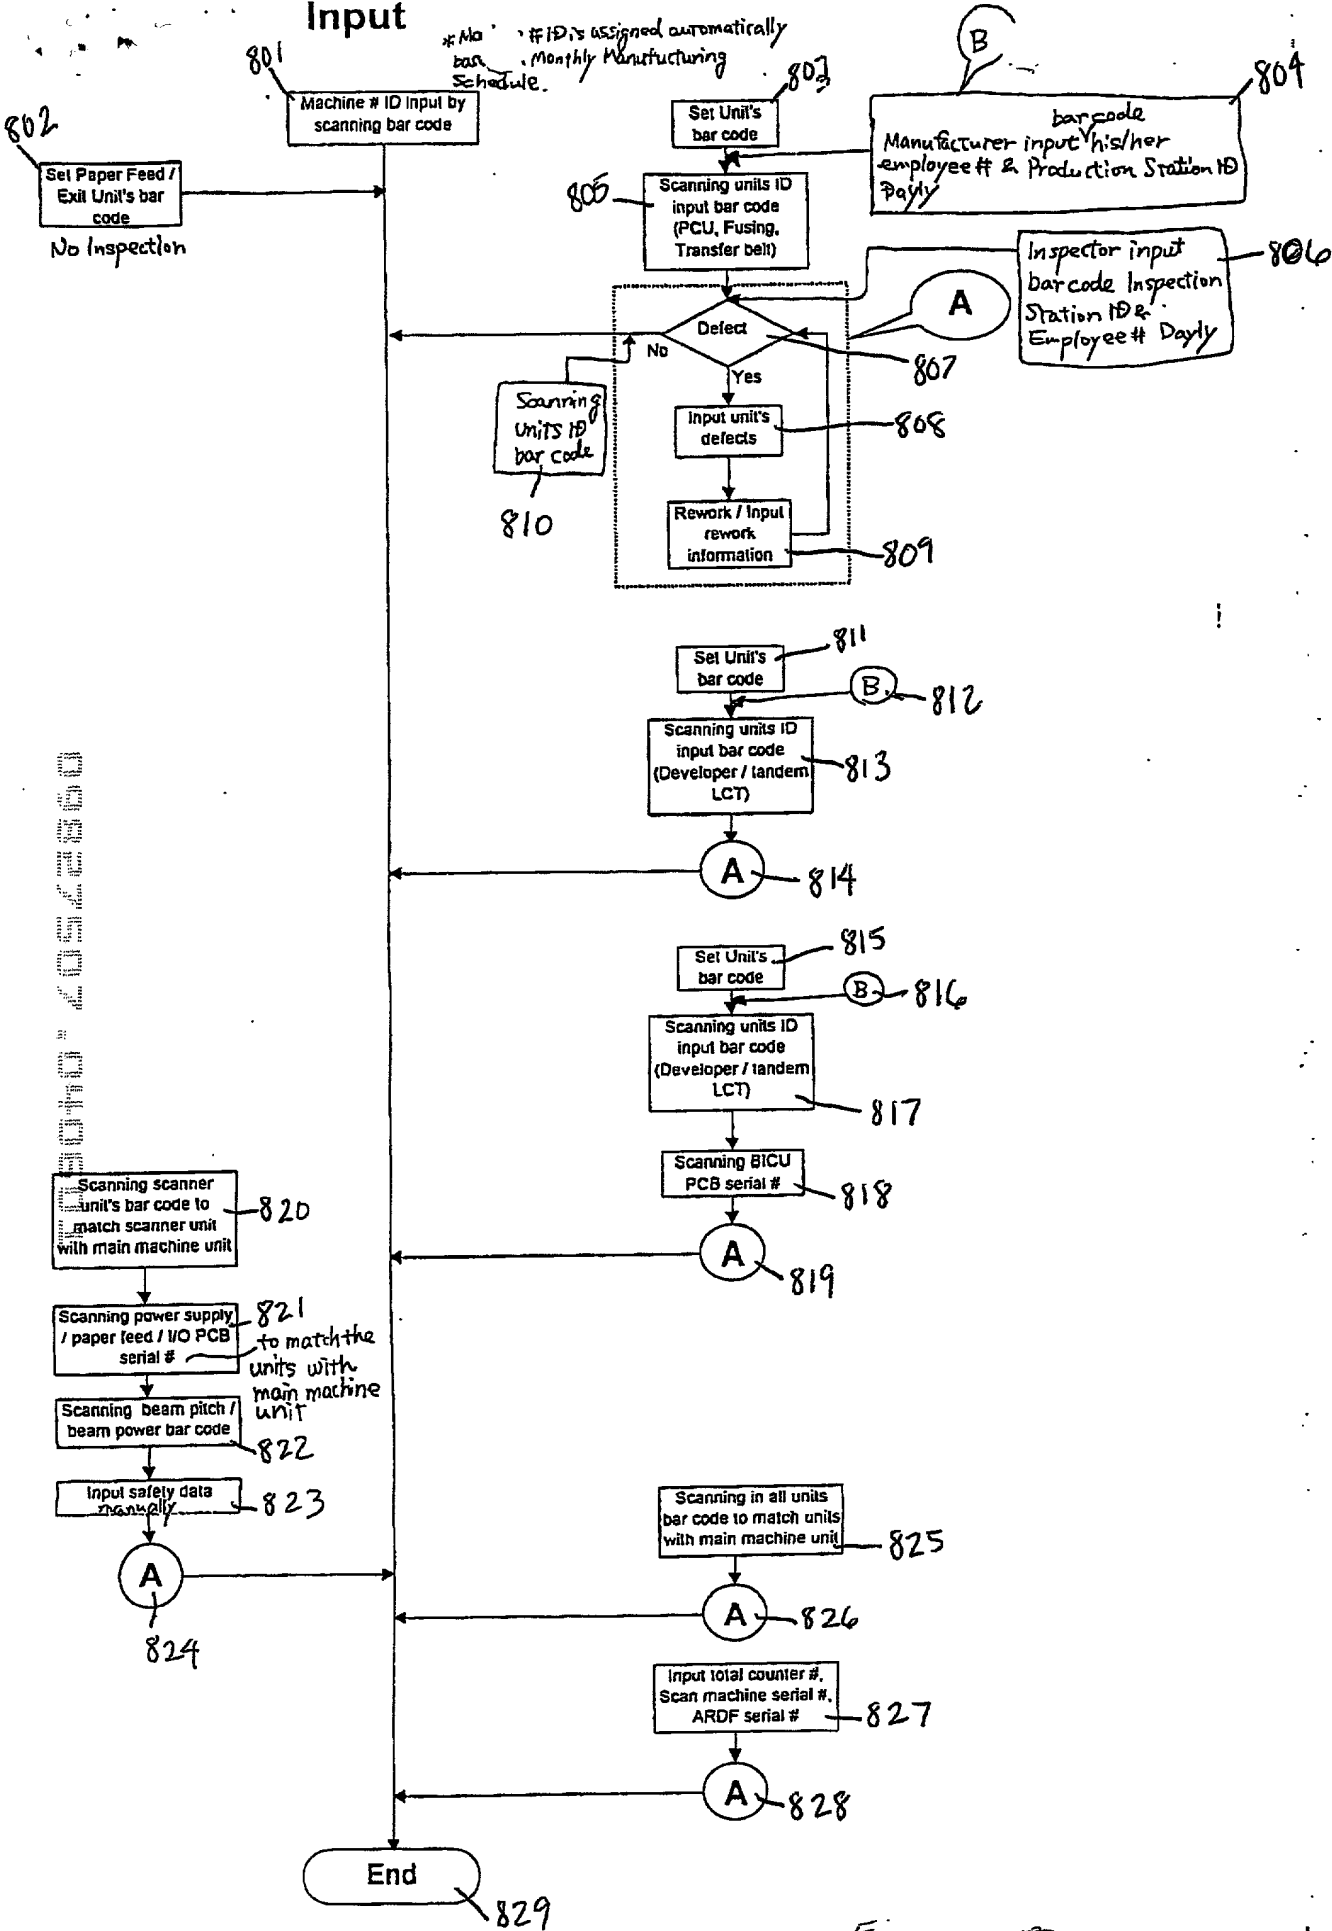 Input
* Ma # ID is assigned automatically
bas Monthly Manufucturing
Schedule.
801
Machine # ID Input by
scanning bar code
802
Set Paper Feed /
Exit Unit's bar
code
No Inspection
803
Set Unit's
bar code
B
804
bar code
Manufacturer input his/her
employee # & Production Station ID
Dayly
805
Scanning units ID
input bar code
(PCU, Fusing,
Transfer belt)
806
Inspector input
barcode Inspection
Station ID &
Employee# Dayly
A
Defect
807
No
Yes
Scanning
units ID
bar code
810
Input unit's
defects
808
Rework / Input
rework
information
809
811
Set Unit's
bar code
B
812
Scanning units ID
input bar code
(Developer / tandem
LCT)
813
A
814
815
Set Unit's
bar code
B
816
Scanning units ID
input bar code
(Developer / tandem
LCT)
817
Scanning BICU
PCB serial #
818
A
819
Scanning scanner
unit's bar code to
match scanner unit
with main machine unit
820
Scanning power supply
/ paper feed / I/O PCB
serial #
821
to match the
units with
main machine
unit
Scanning beam pitch /
beam power bar code
822
Input safety data
manually
823
A
824
Scanning in all units
bar code to match units
with main machine unit
825
A
826
Input total counter #,
Scan machine serial #,
ARDF serial #
827
A
828
End
829